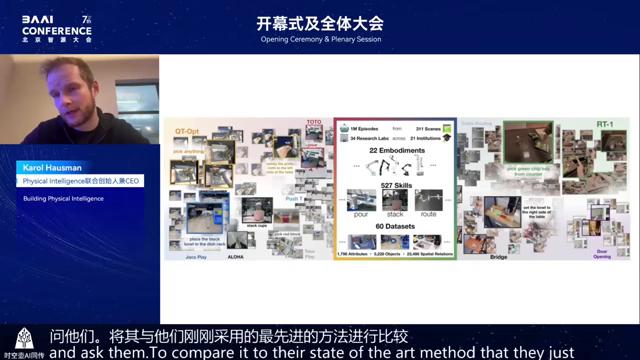 BAAI
CONFERENCE
北京智源大会
7th
开幕式及全体大会
Opening Ceremony & Plenary Session
Karol Hausman
Physical Intelligence联合创始人兼CEO
Building Physical Intelligence
QT-Opt
pick anything
TOTO
pour
Push T
stack cups
place the black
bowl in the dish rack
pick red block
Jaco Play
ALOHA
1M Episodes from 311 Scenes
34 Research Labs across 21 Institutions
22 Embodiments
527 Skills
pour
stack
route
60 Datasets
1,798 Attributes • 5,228 Objects • 23,486 Spatial Relations
Cable Routing
RT-1
pick green chip bag
from counter
set the bowl to
the right side of
the table
Bridge
Door
Opening
时空壶AI同传
问他们。将其与他们刚刚采用的最先进的方法进行比较
and ask them.To compare it to their state of the art method that they just